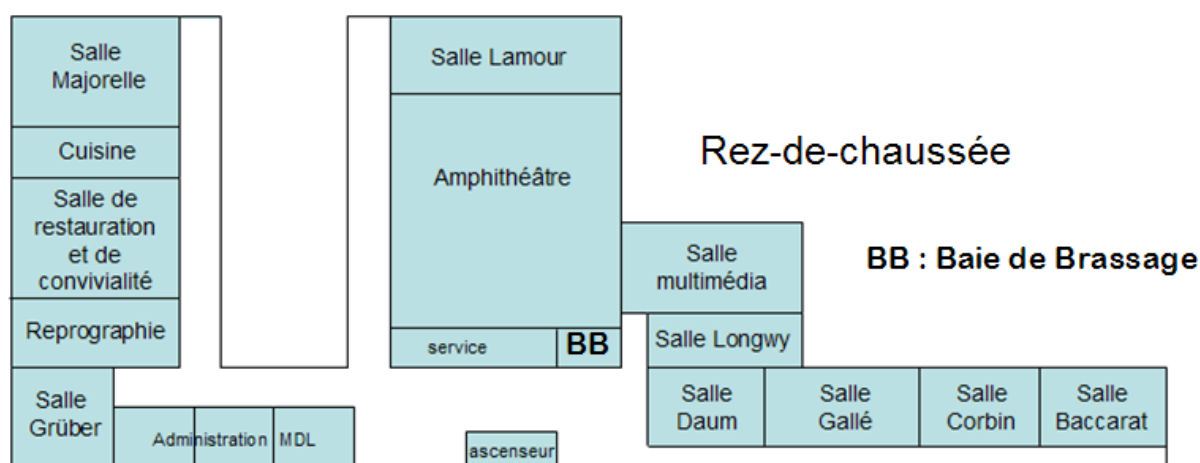 Salle
Majorelle
Cuisine
Salle de
restauration
et de
convivialité
Reprographie
Salle
Grüber
Administration MDL
Salle Lamour
Amphithéâtre
service
BB
ascenseur
Rez-de-chaussée
BB : Baie de Brassage
Salle
multimédia
Salle Longwy
Salle
Daum
Salle
Gallé
Salle
Corbin
Salle
Baccarat